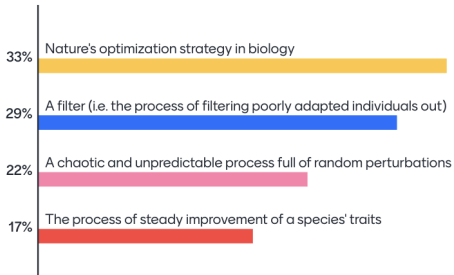 Nature's optimization strategy in biology
33%
A filter (i.e. the process of filtering poorly adapted individuals out)
29%
A chaotic and unpredictable process full of random perturbations
22%
The process of steady improvement of a species' traits
17%